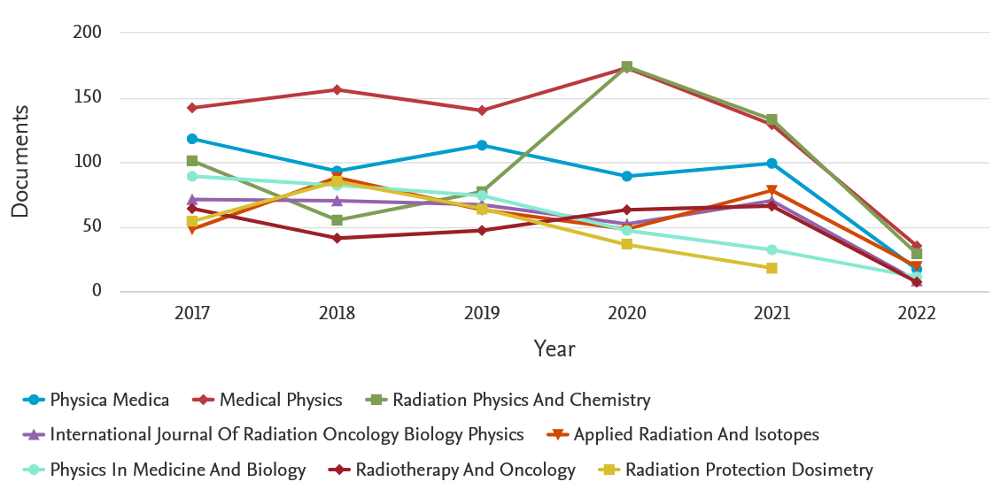 200
150
100
50
0
Documents
2017 2018 2019 2020 2021 2022
Year
Physica Medica Medical Physics Radiation Physics And Chemistry
International Journal Of Radiation Oncology Biology Physics Applied Radiation And Isotopes
Physics In Medicine And Biology Radiotherapy And Oncology Radiation Protection Dosimetry